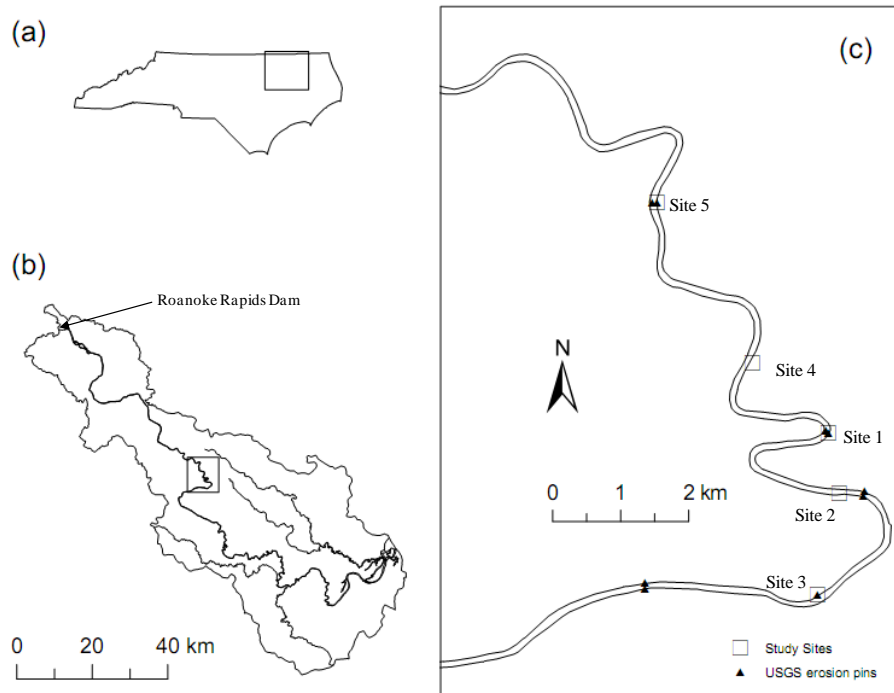 (a)
(b)
Roanoke Rapids Dam
0 20 40 km
(c)
Site 5
N
Site 4
Site 1
0 1 2 km
Site 2
Site 3
Study Sites
USGS erosion pins